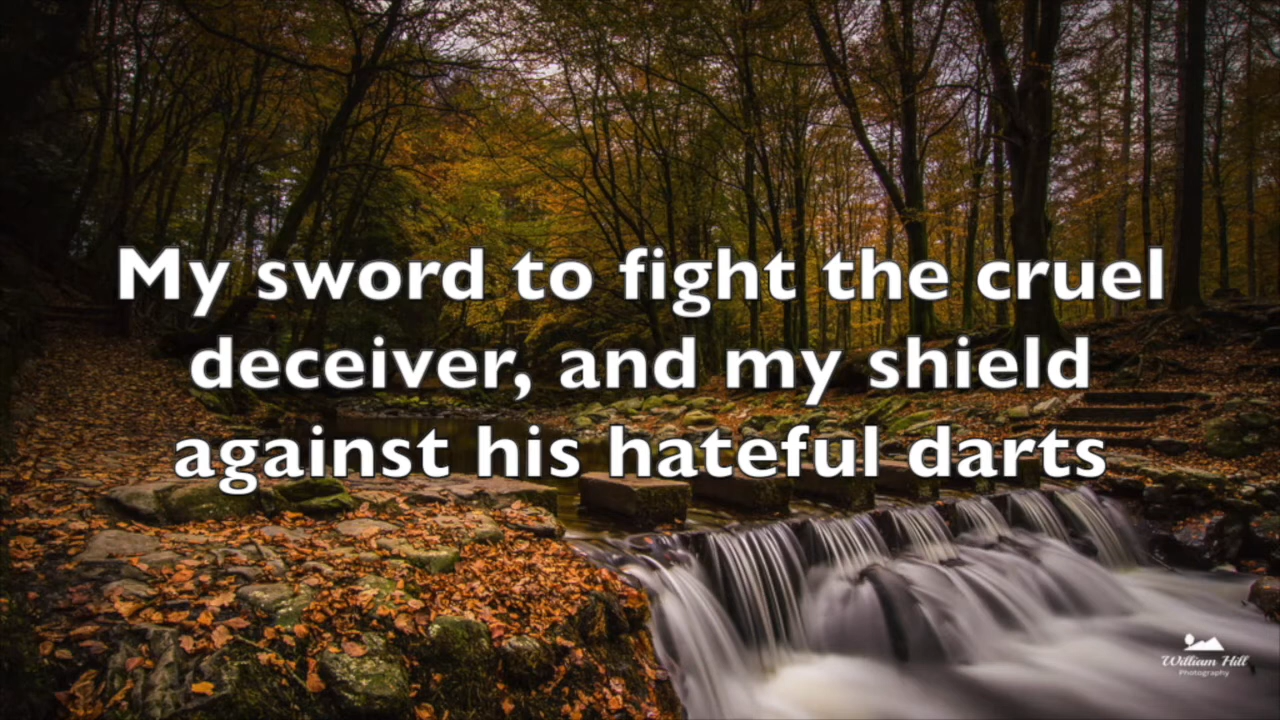 My sword to fight the cruel
deceiver, and my shield
against his hateful darts
William Hill
Photography